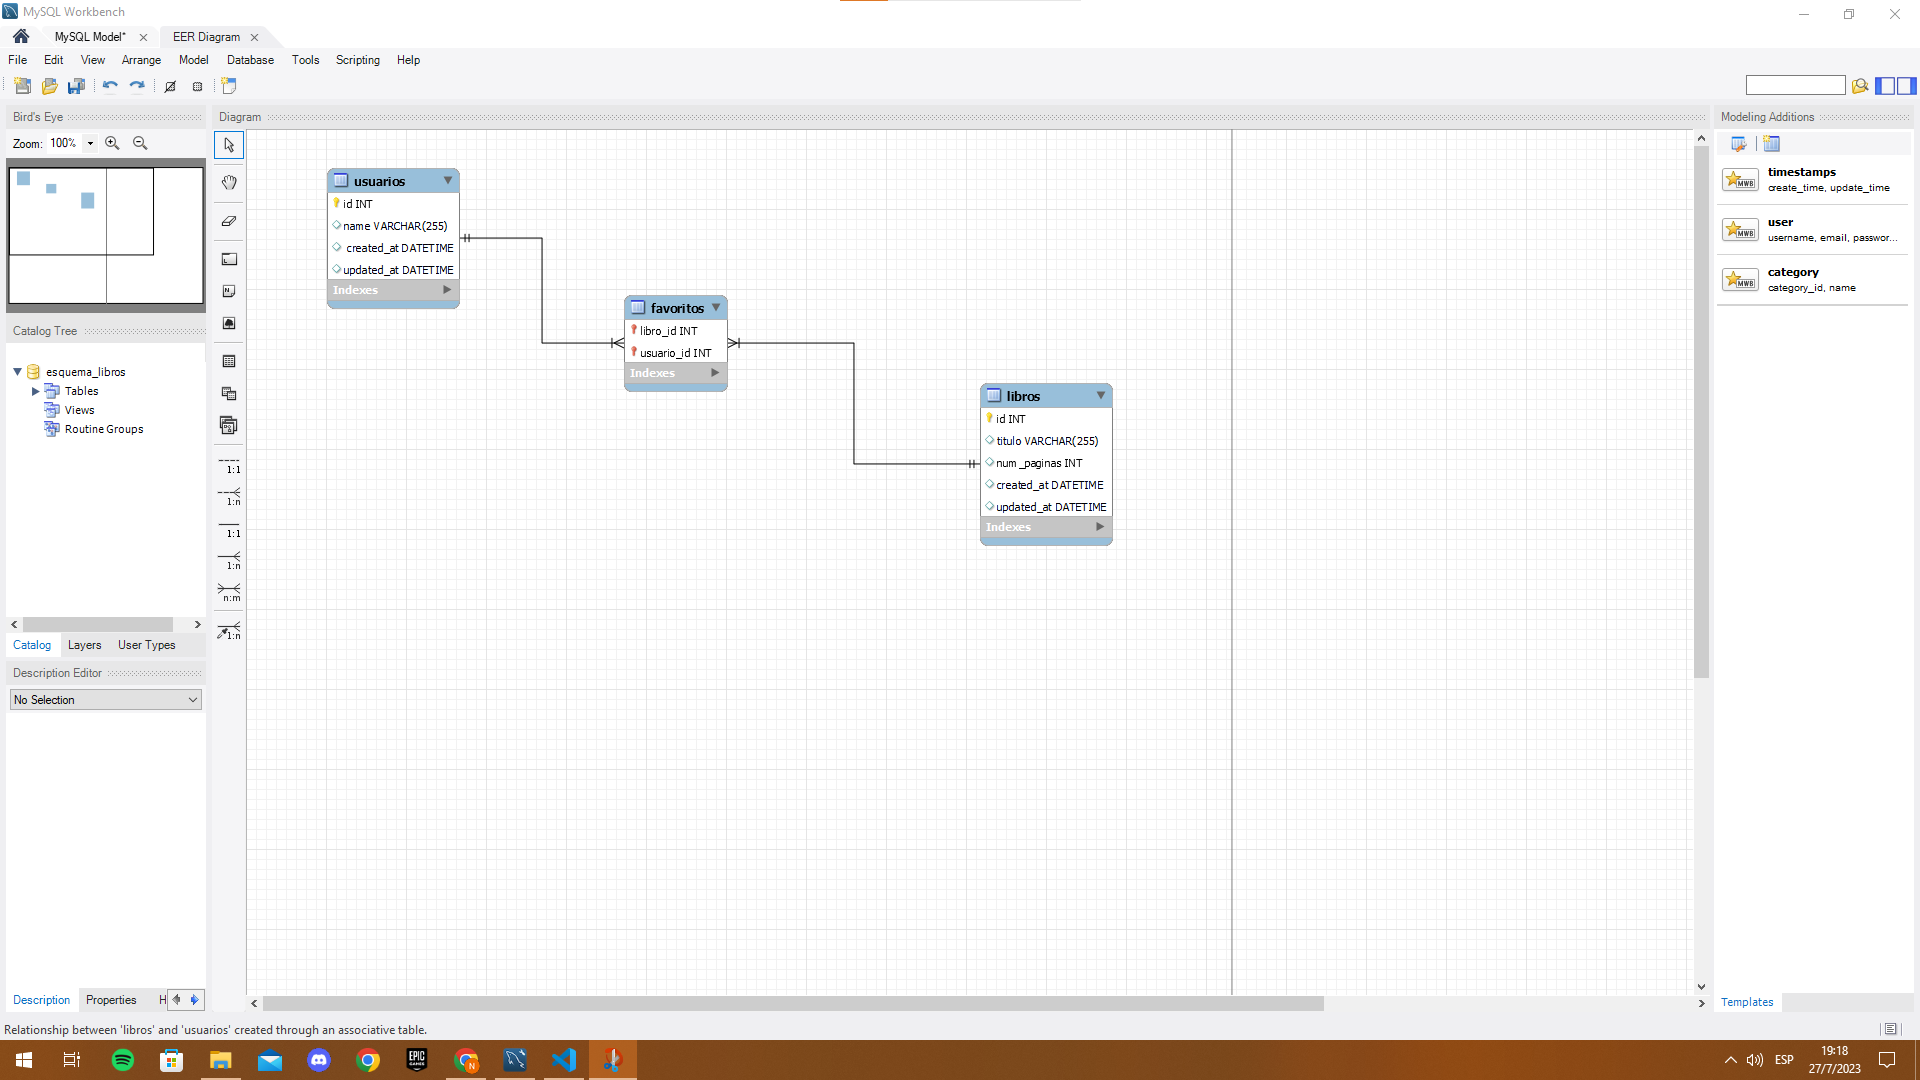 MySQL Workbench
MySQL Model*
EER Diagram
File Edit View Arrange Model Database Tools Scripting Help
Bird's Eye
Zoom: 100%
Catalog Tree
esquema_libros
Tables
Views
Routine Groups
Catalog Layers User Types
Description Editor
No Selection
Description Properties H
Diagram
1:1
1:n
1:1
1:n
n:m
1:n
usuarios
id INT
name VARCHAR(255)
created_at DATETIME
updated_at DATETIME
Indexes
favoritos
libro_id INT
usuario_id INT
Indexes
libros
id INT
titulo VARCHAR(255)
num_paginas INT
created_at DATETIME
updated_at DATETIME
Indexes
Modeling Additions
MWB
timestamps
create_time, update_time
MWB
user
username, email, passwor...
MWB
category
category_id, name
Templates
Relationship between 'libros' and 'usuarios' created through an associative table.
EPIC
GAMES
N
ESP
19:18
27/7/2023